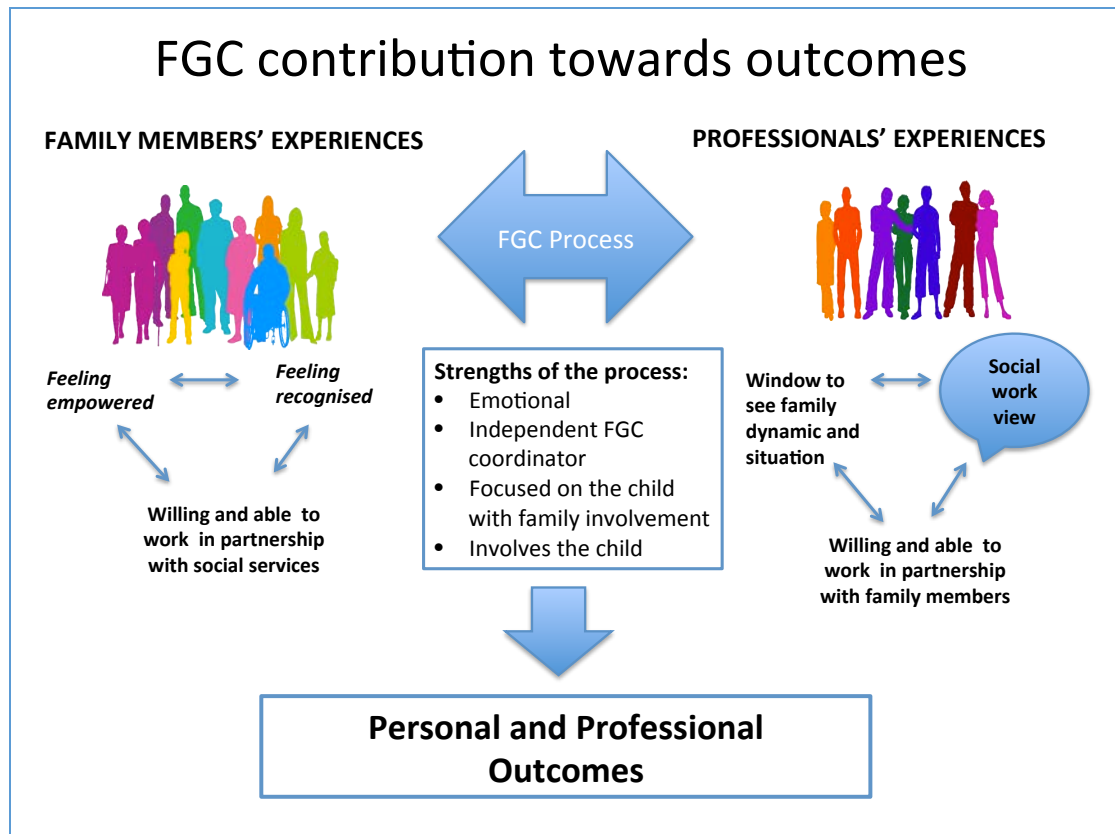 FGC contribution towards outcomes
FAMILY MEMBERS’ EXPERIENCES
PROFESSIONALS’ EXPERIENCES
FGC Process
Feeling
empowered
Feeling
recognised
Willing and able to
work in partnership
with social services
Strengths of the process:
• Emotional
• Independent FGC
coordinator
• Focused on the child
with family involvement
• Involves the child
Window to
see family
dynamic and
situation
Social
work
view
Willing and able to
work in partnership
with family members
Personal and Professional
Outcomes